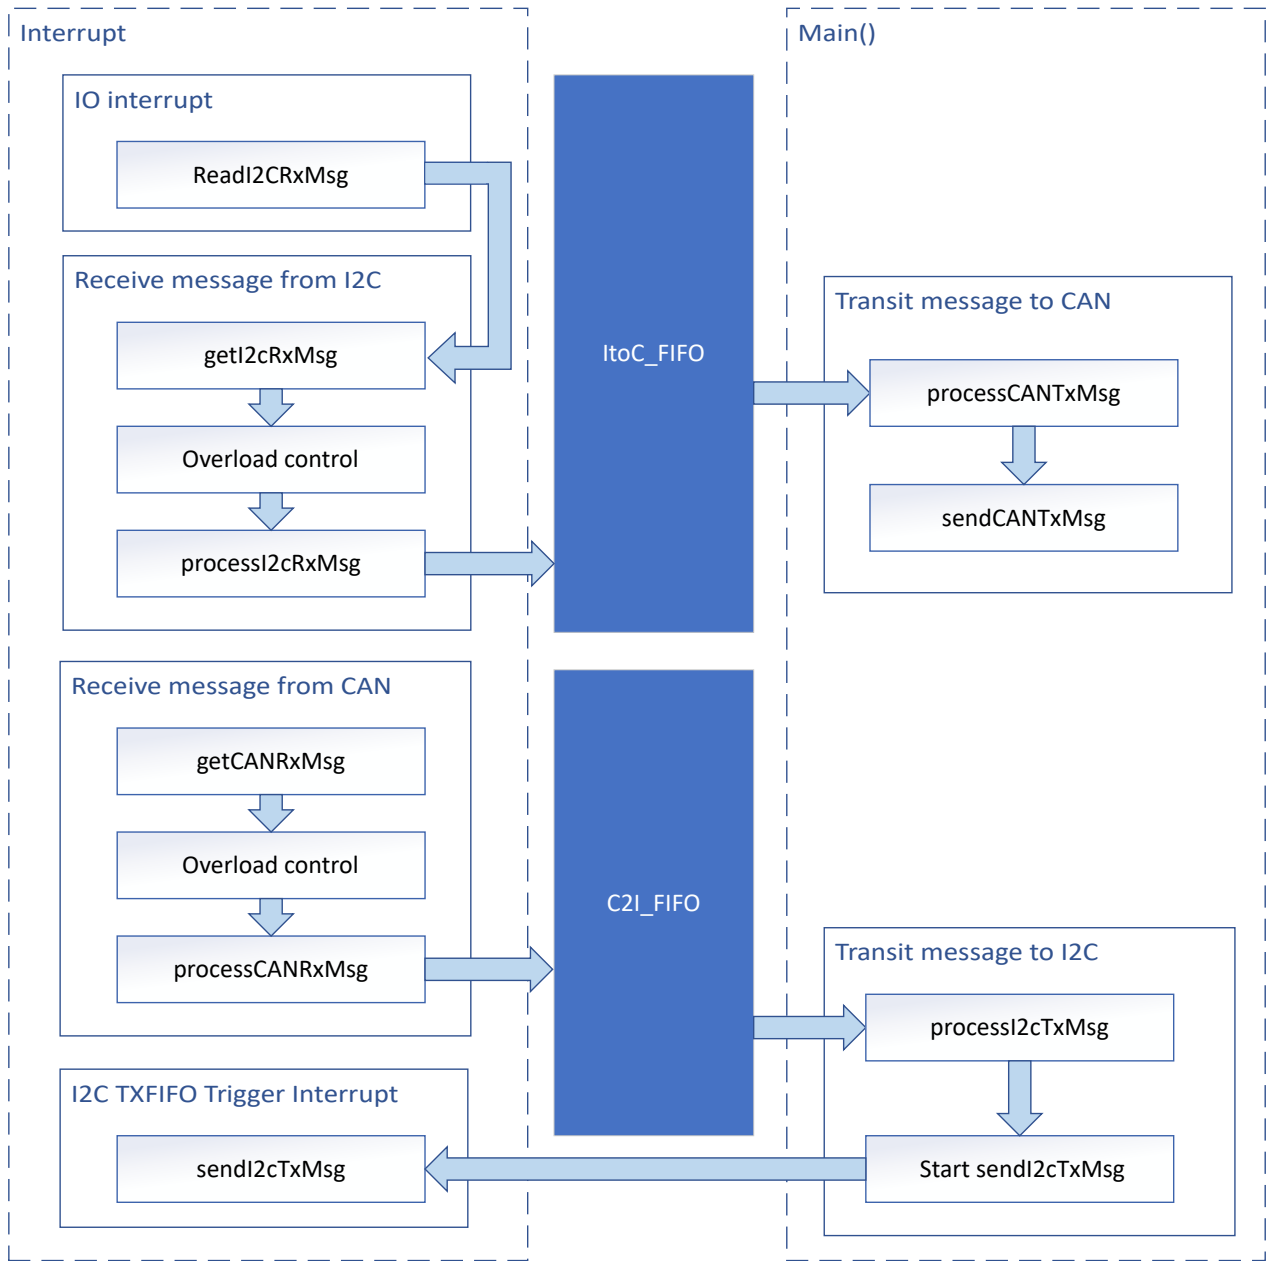 Interrupt
IO interrupt
ReadI2CRxMsg
Receive message from I2C
getI2cRxMsg
Overload control
processI2cRxMsg
Receive message from CAN
getCANRxMsg
Overload control
processCANRxMsg
I2C TXFIFO Trigger Interrupt
sendI2cTxMsg
ItoC_FIFO
C2I_FIFO
Main()
Transit message to CAN
processCANTxMsg
sendCANTxMsg
Transit message to I2C
processI2cTxMsg
Start sendI2cTxMsg